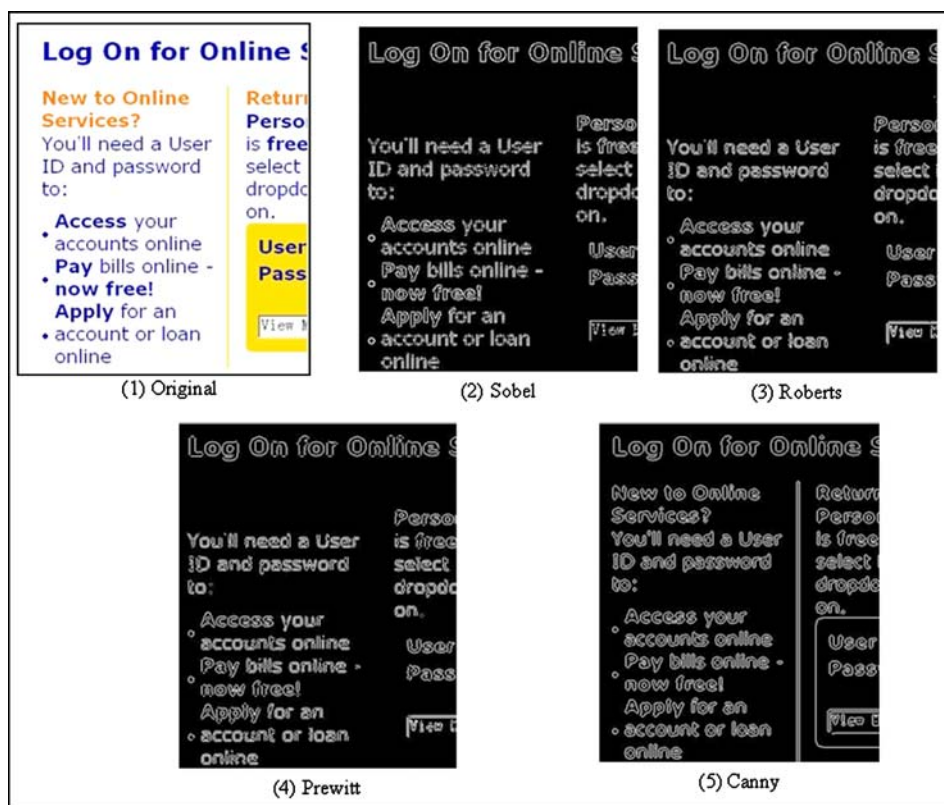 Log On for Online S
New to Online
Services?
You'll need a User
ID and password
to:
• Access your
accounts online
• Pay bills online -
now free!
• Apply for an
account or loan
online
Return
Perso
is free
select
dropdo
on.
User
Pass
View
(1) Original
Log On for Online S
You'll need a User
ID and password
to:
Access your
accounts online
Pay bills online -
now free!
Apply for an
account or loan
online
Perso
is free
select
dropdo
on.
User
Pass
View
(2) Sobel
Log On for Online S
You'll need a User
ID and password
to:
Access your
accounts online
Pay bills online -
now free!
Apply for an
account or loan
online
Perso
is free
select
dropdo
on.
User
Pass
View
(3) Roberts
Log On for Online S
You'll need a User
ID and password
to:
Access your
accounts online
Pay bills online -
now free!
Apply for an
account or loan
online
Perso
is free
select
dropdo
on.
User
Pass
View
(4) Prewitt
Log On for Online S
New to Online
Services?
You'll need a User
ID and password
to:
Access your
accounts online
Pay bills online -
now free!
Apply for an
account or loan
online
Return
Perso
is free
select
dropdo
on.
User
Pass
View
(5) Canny